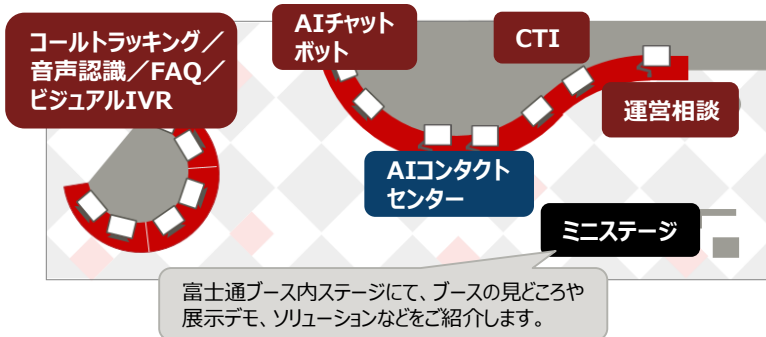 コールトラッキング／
音声認識／FAQ／
ビジュアルIVR
AIチャット
ボット
CTI
運営相談
AIコンタクト
センター
ミニステージ
富士通ブース内ステージにて、ブースの見どころや
展示デモ、ソリューションなどをご紹介します。